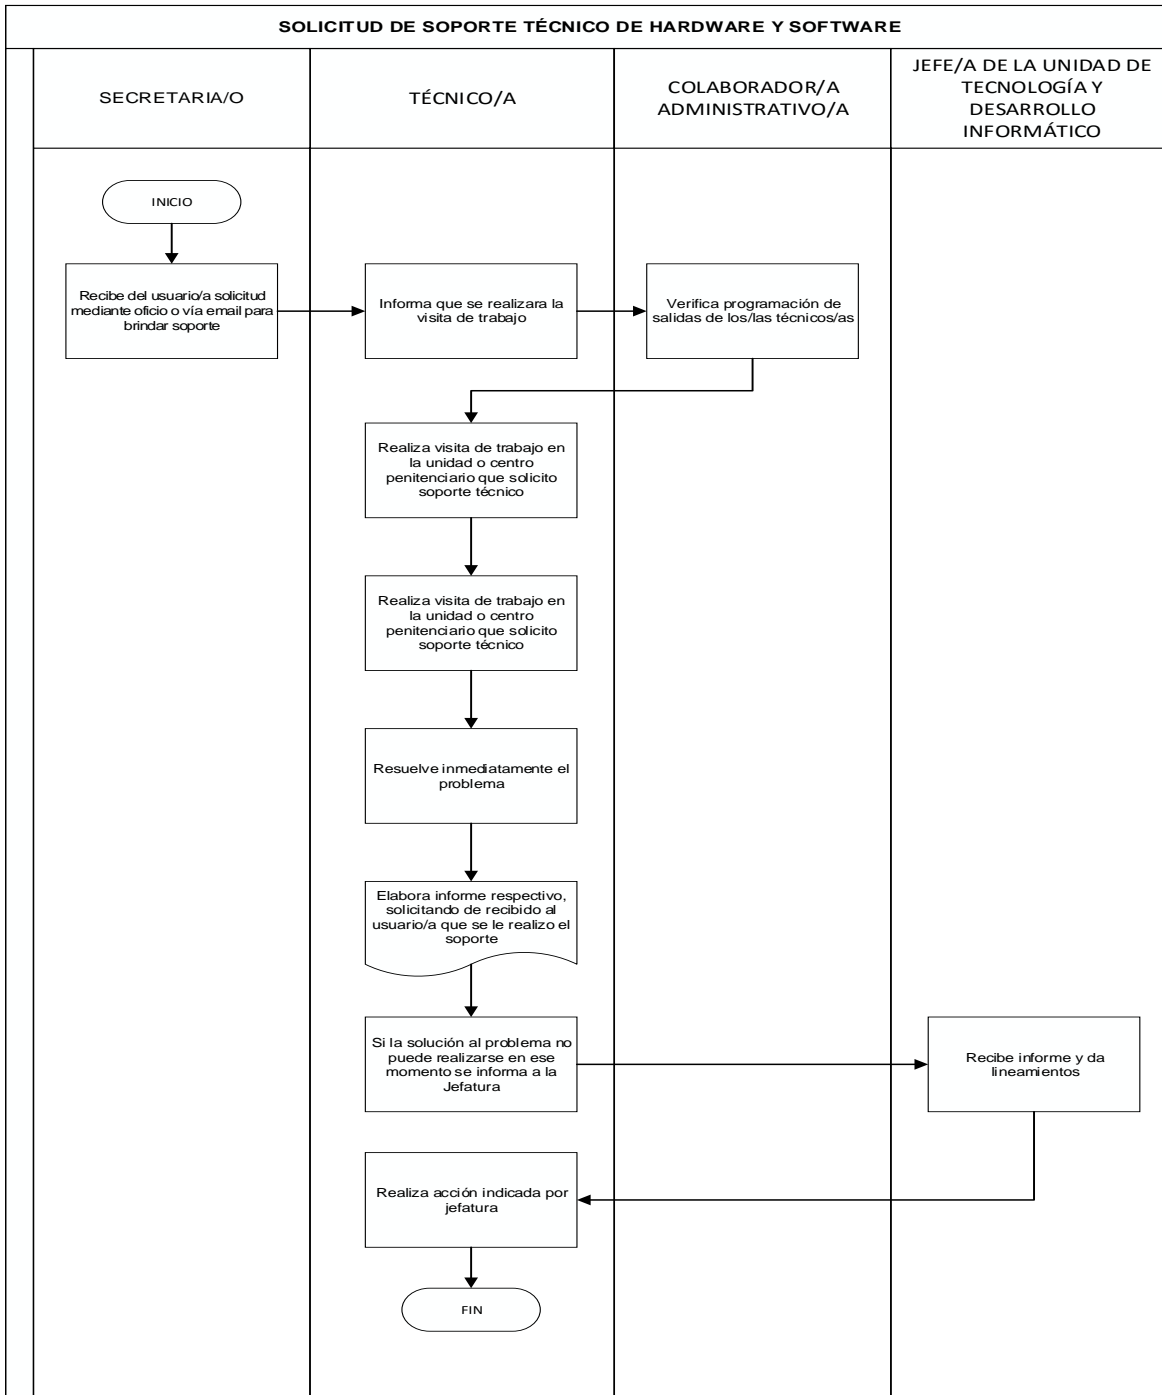 SOLICITUD DE SOPORTE TÉCNICO DE HARDWARE Y SOFTWARE
SECRETARIA/O
TÉCNICO/A
COLABORADOR/A
ADMINISTRATIVO/A
JEFE/A DE LA UNIDAD DE
TECNOLOGÍA Y
DESARROLLO
INFORMÁTICO
INICIO
Recibe del usuario/a solicitud
mediante oficio o vía email para
brindar soporte
Informa que se realizara la
visita de trabajo
Verifica programación de
salidas de los/las técnicos/as
Realiza visita de trabajo en
la unidad o centro
penitenciario que solicito
soporte técnico
Realiza visita de trabajo en
la unidad o centro
penitenciario que solicito
soporte técnico
Resuelve inmediatamente el
problema
Elabora informe respectivo,
solicitando de recibido al
usuario/a que se le realizo el
soporte
Si la solución al problema no
puede realizarse en ese
momento se informa a la
Jefatura
Recibe informe y da
lineamientos
Realiza acción indicada por
jefatura
FIN